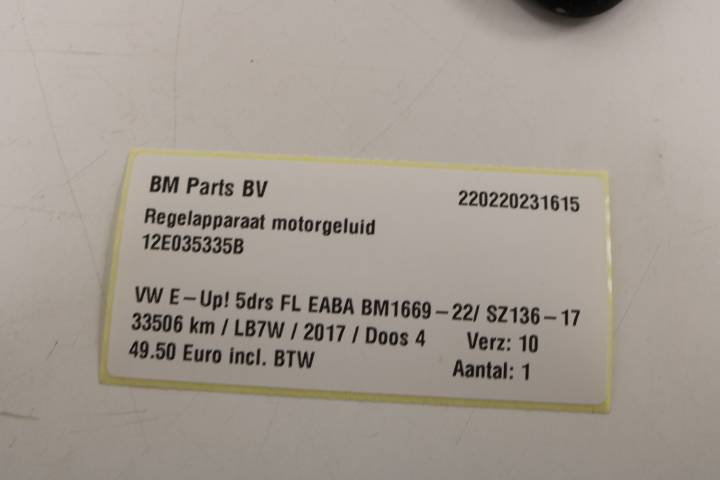 BM Parts BV 220220231615
Regelapparaat motorgeluid
12E035335B
VW E-Up! 5drs FL EABA BM1669-22/ SZ136-17
33506 km / LB7W / 2017 / Doos 4 Verz: 10
49.50 Euro incl. BTW Aantal: 1